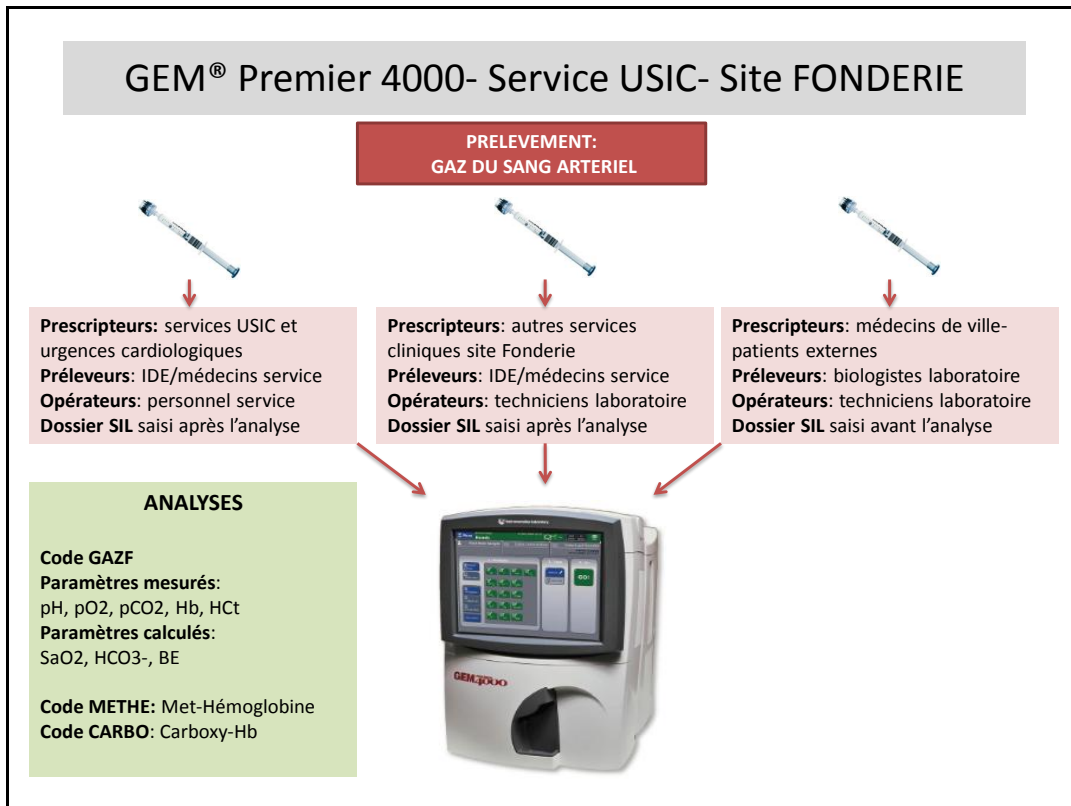 GEM® Premier 4000- Service USIC- Site FONDERIE
PRELEVEMENT:
GAZ DU SANG ARTERIEL
Prescripteurs: services USIC et
urgences cardiologiques
Préleveurs: IDE/médecins service
Opérateurs: personnel service
Dossier SIL saisi après l'analyse
Prescripteurs: autres services
cliniques site Fonderie
Préleveurs: IDE/médecins service
Opérateurs: techniciens laboratoire
Dossier SIL saisi après l'analyse
Prescripteurs: médecins de ville-
patients externes
Préleveurs: biologistes laboratoire
Opérateurs: techniciens laboratoire
Dossier SIL saisi avant l'analyse
ANALYSES
Code GAZF
Paramètres mesurés:
pH, pO2, pCO2, Hb, HCt
Paramètres calculés:
SaO2, HCO3-, BE
Code METHE: Met-Hémoglobine
Code CARBO: Carboxy-Hb
GO!
GEM 4000